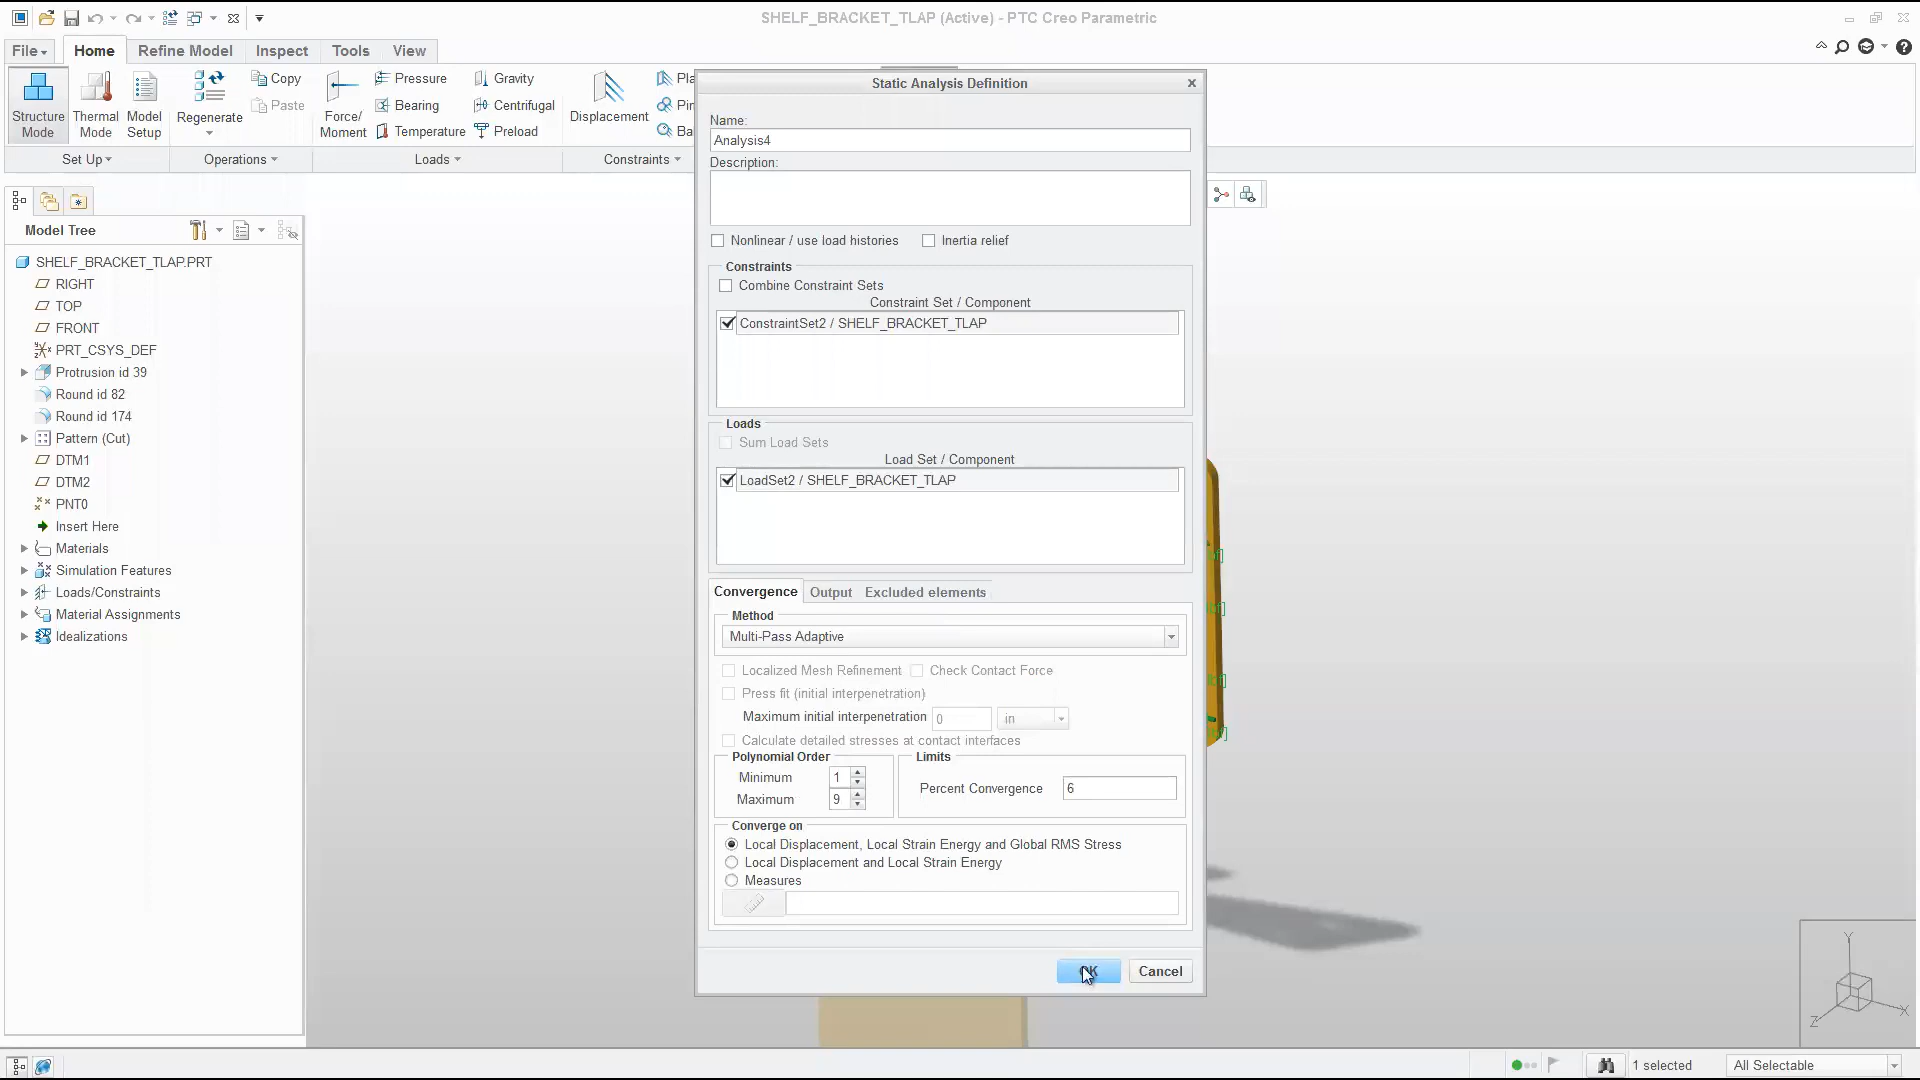 SHELF_BRACKET_TLAP (Active) - PTC Creo Parametric
File
Home
Refine Model
Inspect
Tools
View
Structure Mode
Thermal Mode
Model Setup
Regenerate
Copy
Paste
Force/ Moment
Pressure
Bearing
Temperature
Gravity
Centrifugal
Preload
Displacement
Set Up
Operations
Loads
Constraints
Model Tree
SHELF_BRACKET_TLAP.PRT
RIGHT
TOP
FRONT
PRT_CSYS_DEF
Protrusion id 39
Round id 82
Round id 174
Pattern (Cut)
DTM1
DTM2
PNT0
Insert Here
Materials
Simulation Features
Loads/Constraints
Material Assignments
Idealizations
Static Analysis Definition
Name:
Analysis4
Description:
Nonlinear / use load histories
Inertia relief
Constraints
Combine Constraint Sets
Constraint Set / Component
ConstraintSet2 / SHELF_BRACKET_TLAP
Loads
Sum Load Sets
Load Set / Component
LoadSet2 / SHELF_BRACKET_TLAP
Convergence
Output
Excluded elements
Method
Multi-Pass Adaptive
Localized Mesh Refinement
Check Contact Force
Press fit (initial interpenetration)
Maximum initial interpenetration
0
in
Calculate detailed stresses at contact interfaces
Polynomial Order
Minimum
1
Maximum
9
Limits
Percent Convergence
6
Converge on
Local Displacement, Local Strain Energy and Global RMS Stress
Local Displacement and Local Strain Energy
Measures
OK
Cancel
Y
X
Z
1 selected
All Selectable